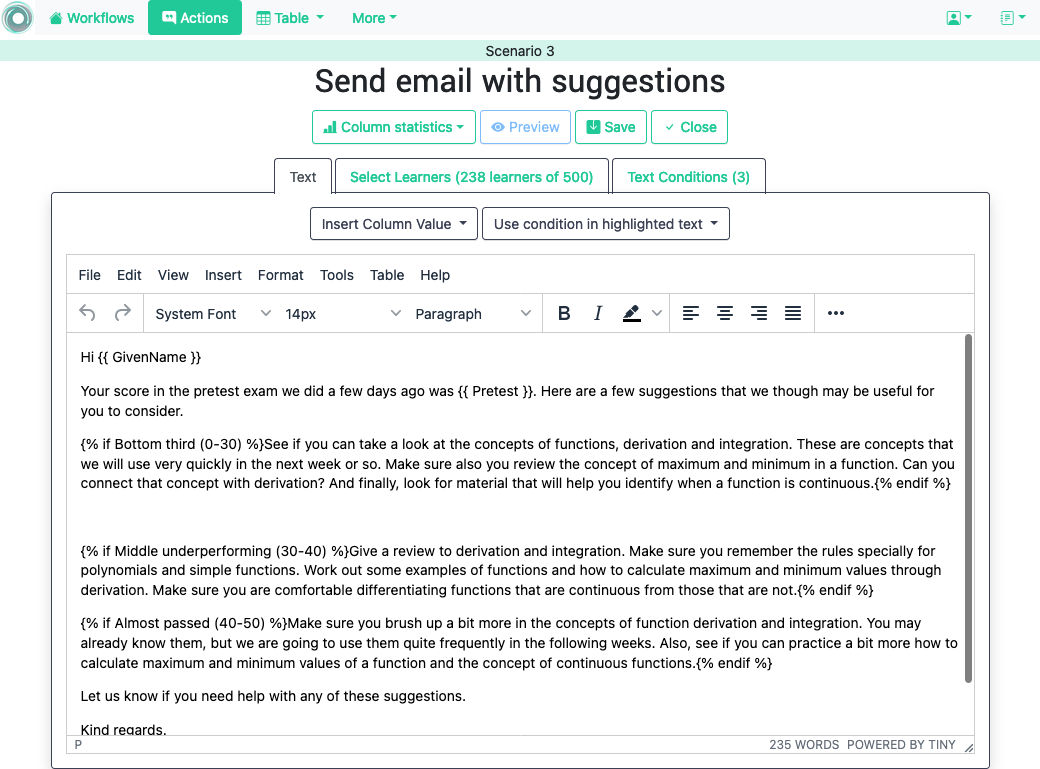 Workflows Actions Table More
Scenario 3
Send email with suggestions
Column statistics Preview Save Close
Text Select Learners (238 learners of 500) Text Conditions (3)
Insert Column Value Use condition in highlighted text
File Edit View Insert Format Tools Table Help
System Font 14px Paragraph B I
Hi {{ GivenName }}
Your score in the pretest exam we did a few days ago was {{ Pretest }}. Here are a few suggestions that we though may be useful for
you to consider.
{% if Bottom third (0-30) %}See if you can take a look at the concepts of functions, derivation and integration. These are concepts that
we will use very quickly in the next week or so. Make sure also you review the concept of maximum and minimum in a function. Can you
connect that concept with derivation? And finally, look for material that will help you identify when a function is continuous.{% endif %}
{% if Middle underperforming (30-40) %}Give a review to derivation and integration. Make sure you remember the rules specially for
polynomials and simple functions. Work out some examples of functions and how to calculate maximum and minimum values through
derivation. Make sure you are comfortable differentiating functions that are continuous from those that are not.{% endif %}
{% if Almost passed (40-50) %}Make sure you brush up a bit more in the concepts of function derivation and integration. You may
already know them, but we are going to use them quite frequently in the following weeks. Also, see if you can practice a bit more how to
calculate maximum and minimum values of a function and the concept of continuous functions.{% endif %}
Let us know if you need help with any of these suggestions.
Kind regards.
P 235 WORDS POWERED BY TINY